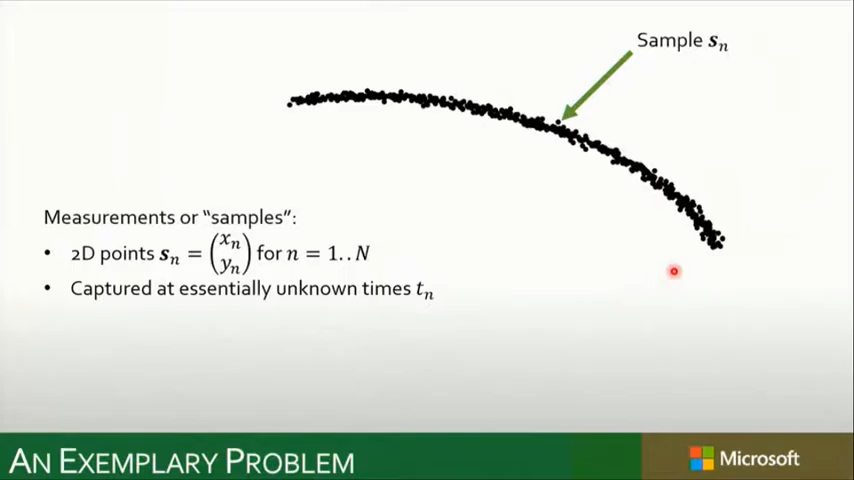 Sample sₙ
Measurements or “samples”:
• 2D points sₙ = (xₙ yₙ) for n = 1..N
• Captured at essentially unknown times tₙ
AN EXEMPLARY PROBLEM
Microsoft